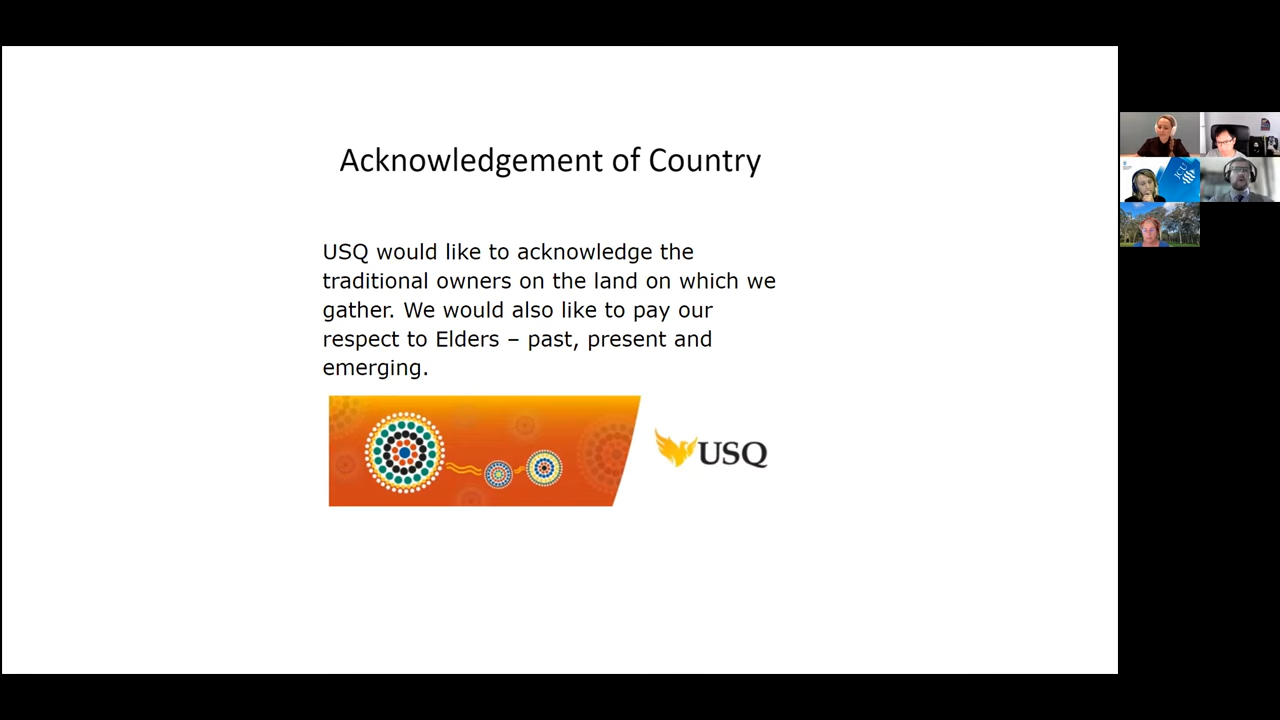 Acknowledgement of Country
USQ would like to acknowledge the
traditional owners on the land on which we
gather. We would also like to pay our
respect to Elders – past, present and
emerging.
USQ
JCU